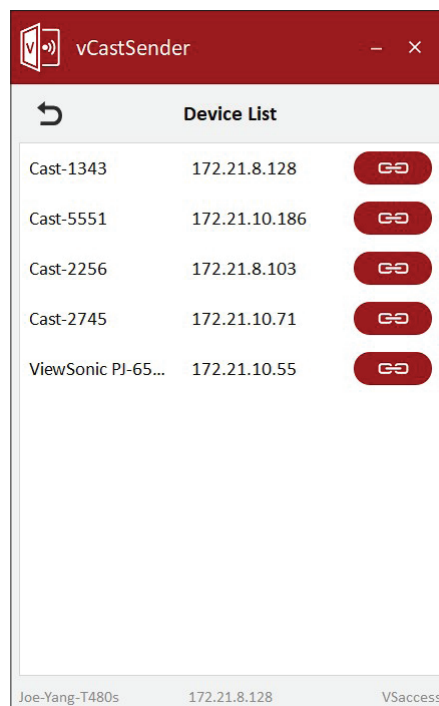 V vCastSender
Device List
Cast-1343 172.21.8.128
Cast-5551 172.21.10.186
Cast-2256 172.21.8.103
Cast-2745 172.21.10.71
ViewSonic PJ-65... 172.21.10.55
Joe-Yang-T480s 172.21.8.128 VSaccess